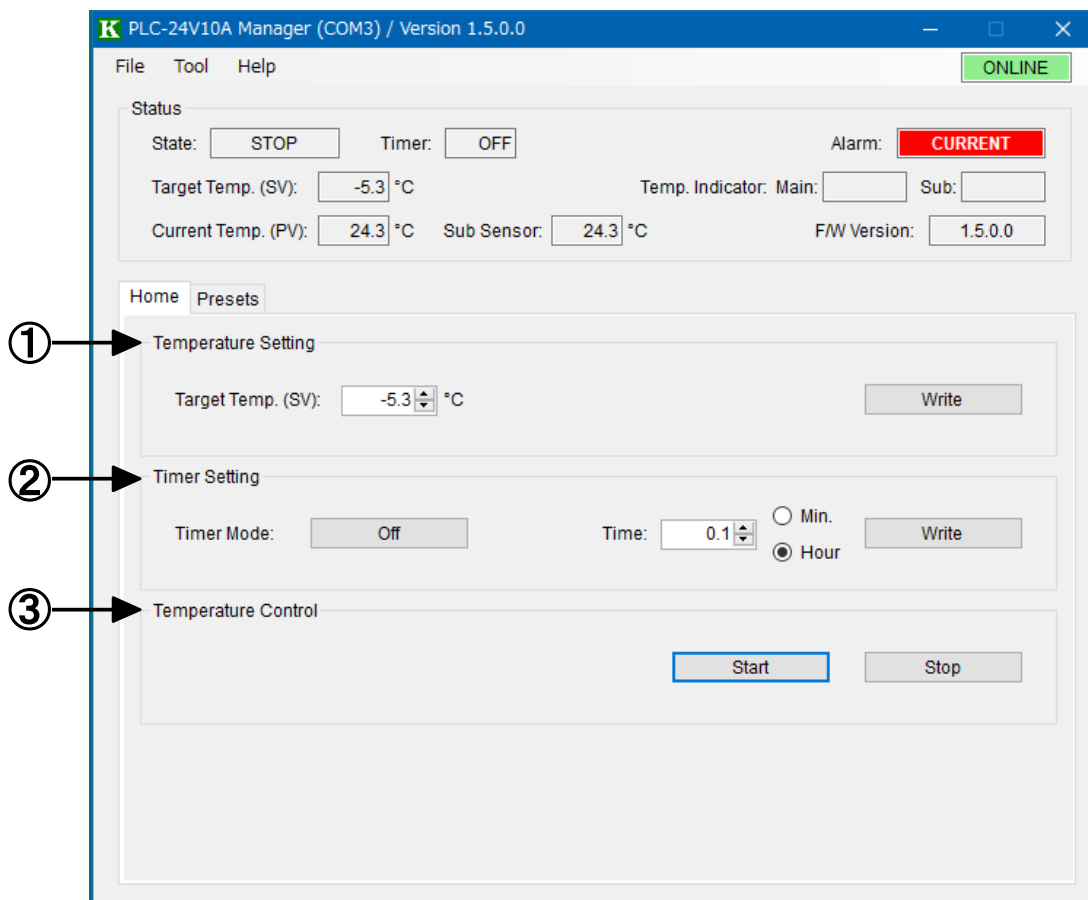 K PLC-24V10A Manager (COM3) / Version 1.5.0.0
File Tool Help ONLINE
Status
State: STOP Timer: OFF Alarm: CURRENT
Target Temp. (SV): -5.3 °C Temp. Indicator: Main: Sub:
Current Temp. (PV): 24.3 °C Sub Sensor: 24.3 °C F/W Version: 1.5.0.0
Home Presets
① Temperature Setting
Target Temp. (SV): -5.3 °C Write
② Timer Setting
Timer Mode: Off Time: 0.1 Min. Write
Hour
③ Temperature Control
Start Stop